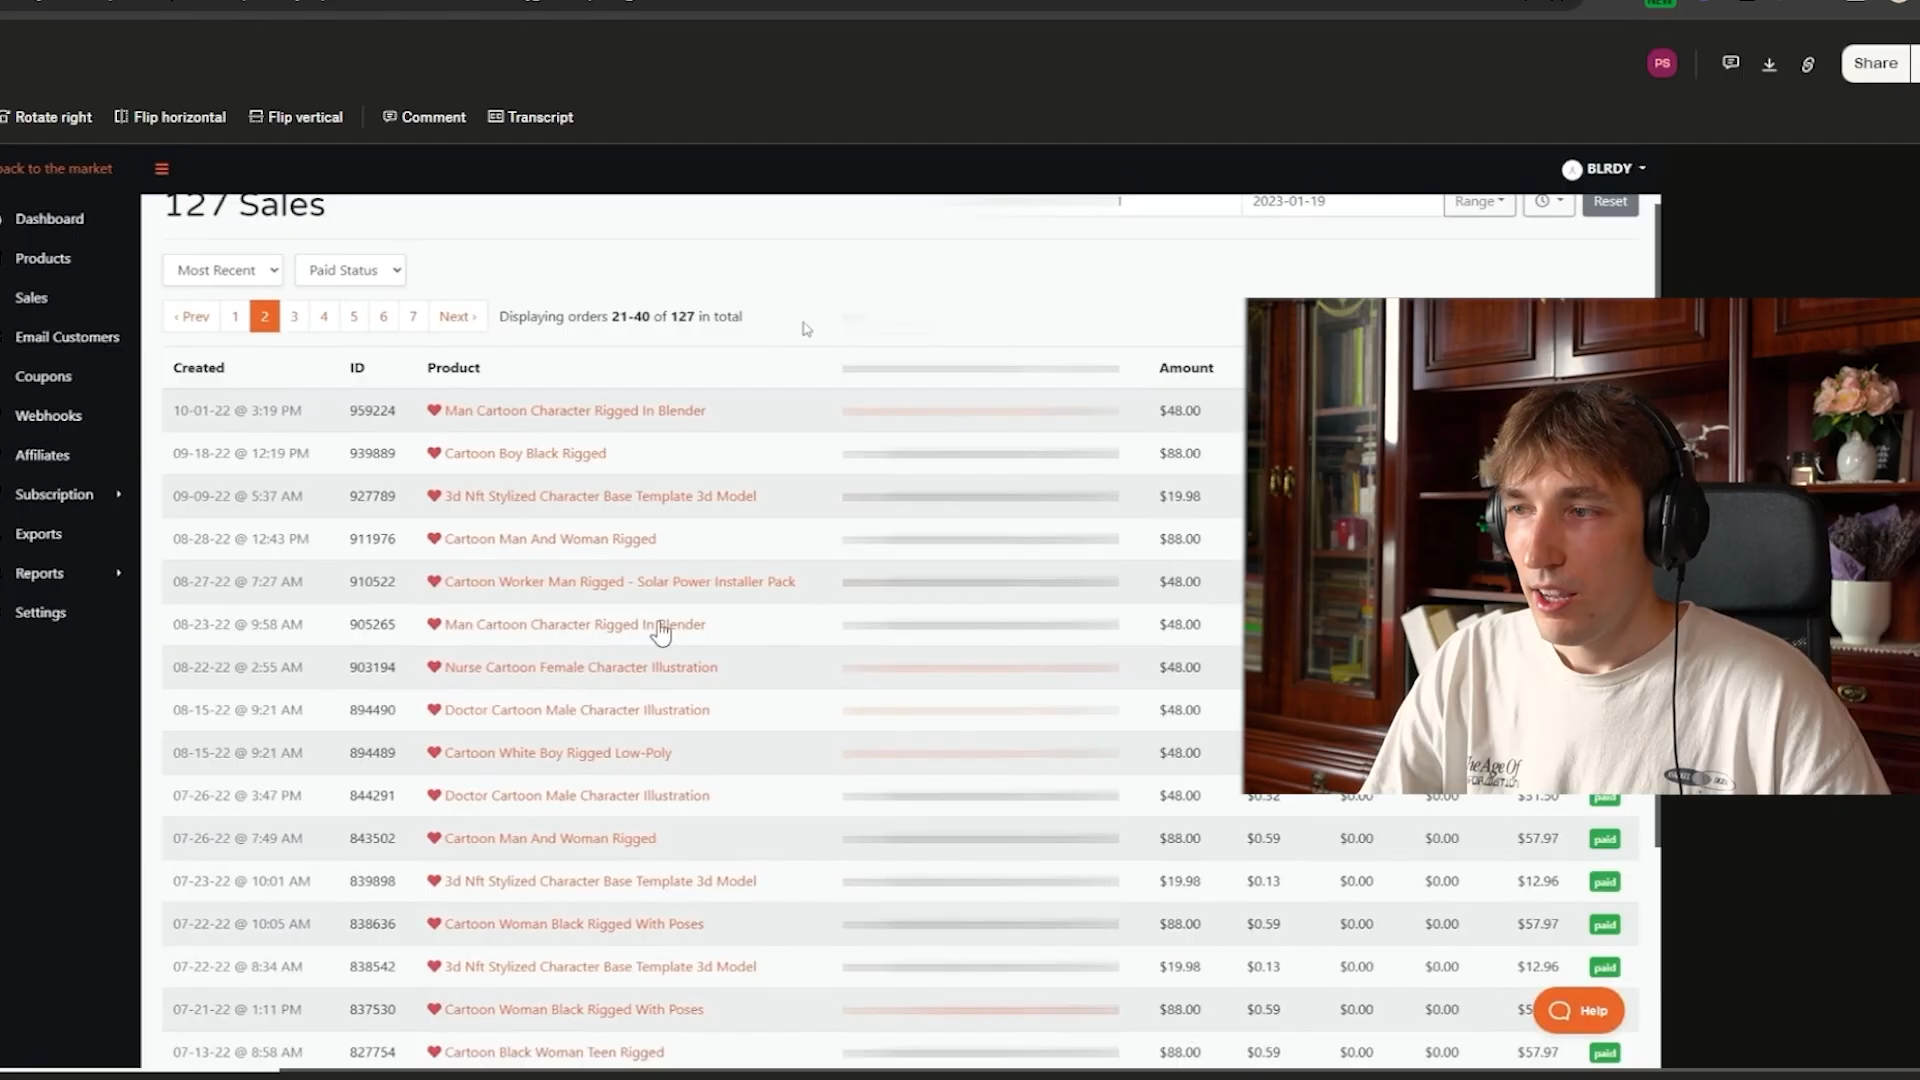 PS
Share
Rotate right Flip horizontal Flip vertical Comment Transcript
back to the market
BLRDY
Dashboard
Products
Sales
Email Customers
Coupons
Webhooks
Affiliates
Subscription
Exports
Reports
Settings
127 Sales
2023-01-19 Range Reset
Most Recent Paid Status
‹ Prev 1 2 3 4 5 6 7 Next › Displaying orders 21-40 of 127 in total
Created ID Product Amount
10-01-22 @ 3:19 PM 959224 Man Cartoon Character Rigged In Blender $48.00
09-18-22 @ 12:19 PM 939889 Cartoon Boy Black Rigged $88.00
09-09-22 @ 5:37 AM 927789 3d Nft Stylized Character Base Template 3d Model $19.98
08-28-22 @ 12:43 PM 911976 Cartoon Man And Woman Rigged $88.00
08-27-22 @ 7:27 AM 910522 Cartoon Worker Man Rigged - Solar Power Installer Pack $48.00
08-23-22 @ 9:58 AM 905265 Man Cartoon Character Rigged In Blender $48.00
08-22-22 @ 2:55 AM 903194 Nurse Cartoon Female Character Illustration $48.00
08-15-22 @ 9:21 AM 894490 Doctor Cartoon Male Character Illustration $48.00
08-15-22 @ 9:21 AM 894489 Cartoon White Boy Rigged Low-Poly $48.00
07-26-22 @ 3:47 PM 844291 Doctor Cartoon Male Character Illustration $48.00 $0.32 $0.00 $0.00 $31.50 paid
07-26-22 @ 7:49 AM 843502 Cartoon Man And Woman Rigged $88.00 $0.59 $0.00 $0.00 $57.97 paid
07-23-22 @ 10:01 AM 839898 3d Nft Stylized Character Base Template 3d Model $19.98 $0.13 $0.00 $0.00 $12.96 paid
07-22-22 @ 10:05 AM 838636 Cartoon Woman Black Rigged With Poses $88.00 $0.59 $0.00 $0.00 $57.97 paid
07-22-22 @ 8:34 AM 838542 3d Nft Stylized Character Base Template 3d Model $19.98 $0.13 $0.00 $0.00 $12.96 paid
07-21-22 @ 1:11 PM 837530 Cartoon Woman Black Rigged With Poses $88.00 $0.59 $0.00 $0.00 $5
Help
07-13-22 @ 8:58 AM 827754 Cartoon Black Woman Teen Rigged $88.00 $0.59 $0.00 $0.00 $57.97 paid
The Age Of